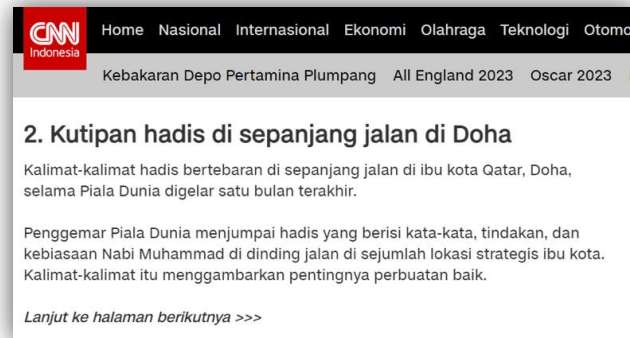 CNN
Indonesia
Home Nasional Internasional Ekonomi Olahraga Teknologi Otomo
Kebakaran Depo Pertamina Plumpang All England 2023 Oscar 2023
2. Kutipan hadis di sepanjang jalan di Doha
Kalimat-kalimat hadis bertebaran di sepanjang jalan di ibu kota Qatar, Doha,
selama Piala Dunia digelar satu bulan terakhir.
Penggemar Piala Dunia menjumpai hadis yang berisi kata-kata, tindakan, dan
kebiasaan Nabi Muhammad di dinding jalan di sejumlah lokasi strategis ibu kota.
Kalimat-kalimat itu menggambarkan pentingnya perbuatan baik.
Lanjut ke halaman berikutnya >>>